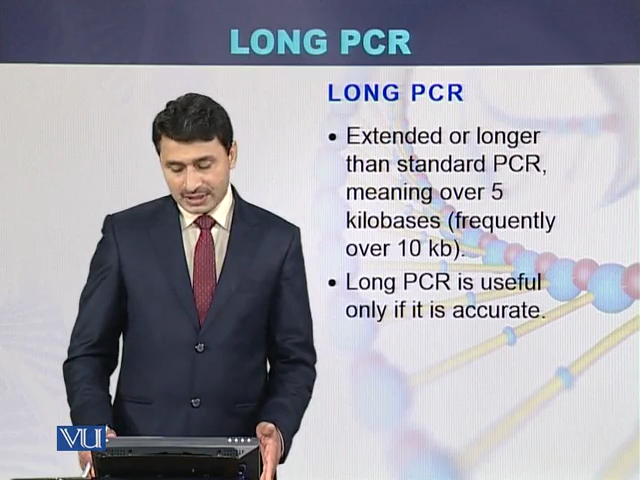 LONG PCR
LONG PCR
• Extended or longer
than standard PCR,
meaning over 5
kilobases (frequently
over 10 kb).
• Long PCR is useful
only if it is accurate.
VU